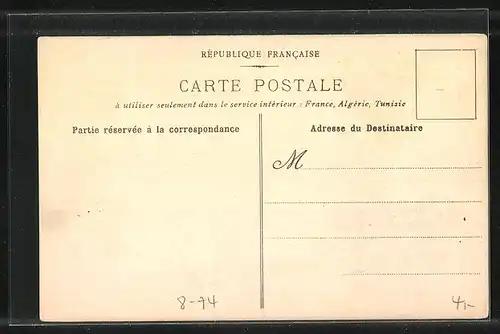 RÉPUBLIQUE FRANÇAISE
CARTE POSTALE
à utiliser seulement dans le service intérieur : France, Algérie, Tunisie
Partie réservée à la correspondance
Adresse du Destinataire
M
8-74
4,-